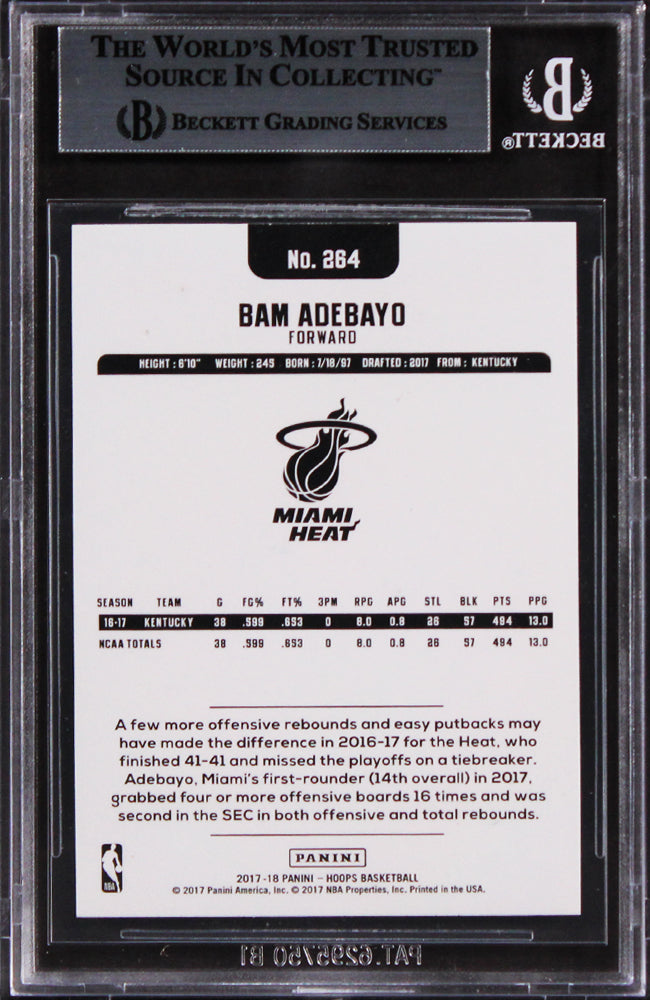 THE WORLD'S MOST TRUSTED
SOURCE IN COLLECTING™
B BECKETT GRADING SERVICES
B
BECKETT®
No. 264
BAM ADEBAYO
FORWARD
HEIGHT : 6'10" WEIGHT : 245 BORN : 7/18/97 DRAFTED : 2017 FROM : KENTUCKY
MIAMI
HEAT
SEASON TEAM G FG% FT% 3PM RPG APG STL BLK PTS PPG
16-17 KENTUCKY 38 .599 .653 0 8.0 0.8 26 57 494 13.0
NCAA TOTALS 38 .599 .653 0 8.0 0.8 26 57 494 13.0
A few more offensive rebounds and easy putbacks may
have made the difference in 2016-17 for the Heat, who
finished 41-41 and missed the playoffs on a tiebreaker.
Adebayo, Miami's first-rounder (14th overall) in 2017,
grabbed four or more offensive boards 16 times and was
second in the SEC in both offensive and total rebounds.
PANINI
NBA
2017-18 PANINI – HOOPS BASKETBALL
© 2017 Panini America, Inc. © 2017 NBA Properties, Inc. Printed in the USA.
PAT.6295750 B1